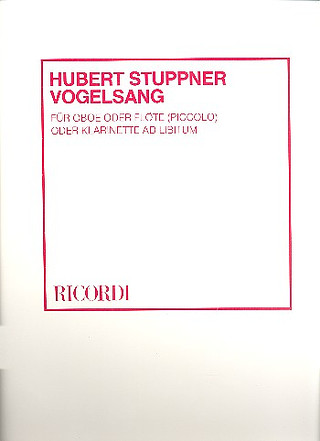 HUBERT STUPPNER
VOGELSANG
FÜR OBOE ODER FLÖTE (PICCOLO)
ODER KLARINETTE AD LIBITUM
RICORDI